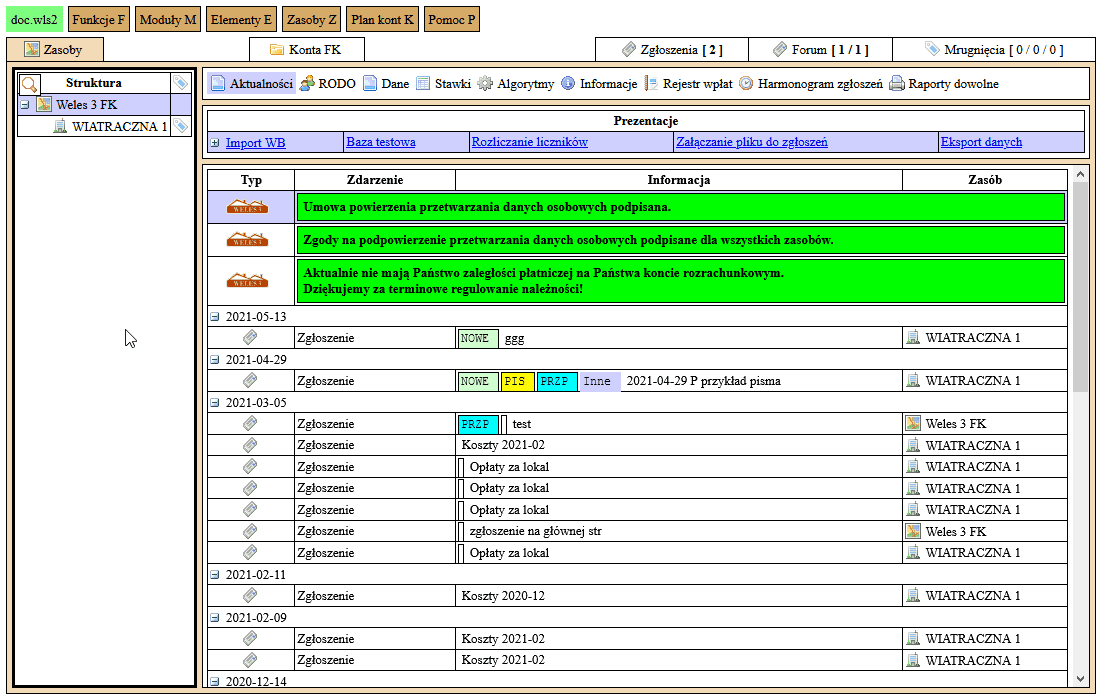 doc.wls2 Funkcje F Moduły M Elementy E Zasoby Z Plan kont K Pomoc P
Zasoby Konta FK Zgłoszenia [ 2 ] Forum [ 1 / 1 ] Mrugnięcia [ 0 / 0 / 0 ]
Struktura
Weles 3 FK
WIATRACZNA 1
Aktualności RODO Dane Stawki Algorytmy Informacje Rejestr wpłat Harmonogram zgłoszeń Raporty dowolne
Prezentacje
Import WB Baza testowa Rozliczanie liczników Załączanie pliku do zgłoszeń Eksport danych
Typ Zdarzenie Informacja Zasób
WELES 3 Umowa powierzenia przetwarzania danych osobowych podpisana.
WELES 3 Zgody na podpowierzenie przetwarzania danych osobowych podpisane dla wszystkich zasobów.
WELES 3 Aktualnie nie mają Państwo zaległości płatniczej na Państwa koncie rozrachunkowym.
Dziękujemy za terminowe regulowanie należności!
2021-05-13
Zgłoszenie NOWE ggg WIATRACZNA 1
2021-04-29
Zgłoszenie NOWE PIS PRZP Inne 2021-04-29 P przykład pisma WIATRACZNA 1
2021-03-05
Zgłoszenie PRZP test Weles 3 FK
Zgłoszenie Koszty 2021-02 WIATRACZNA 1
Zgłoszenie Opłaty za lokal WIATRACZNA 1
Zgłoszenie Opłaty za lokal WIATRACZNA 1
Zgłoszenie Opłaty za lokal WIATRACZNA 1
Zgłoszenie zgłoszenie na głównej str Weles 3 FK
Zgłoszenie Opłaty za lokal WIATRACZNA 1
2021-02-11
Zgłoszenie Koszty 2020-12 WIATRACZNA 1
2021-02-09
Zgłoszenie Koszty 2021-02 WIATRACZNA 1
Zgłoszenie Koszty 2021-02 WIATRACZNA 1
2020-12-14